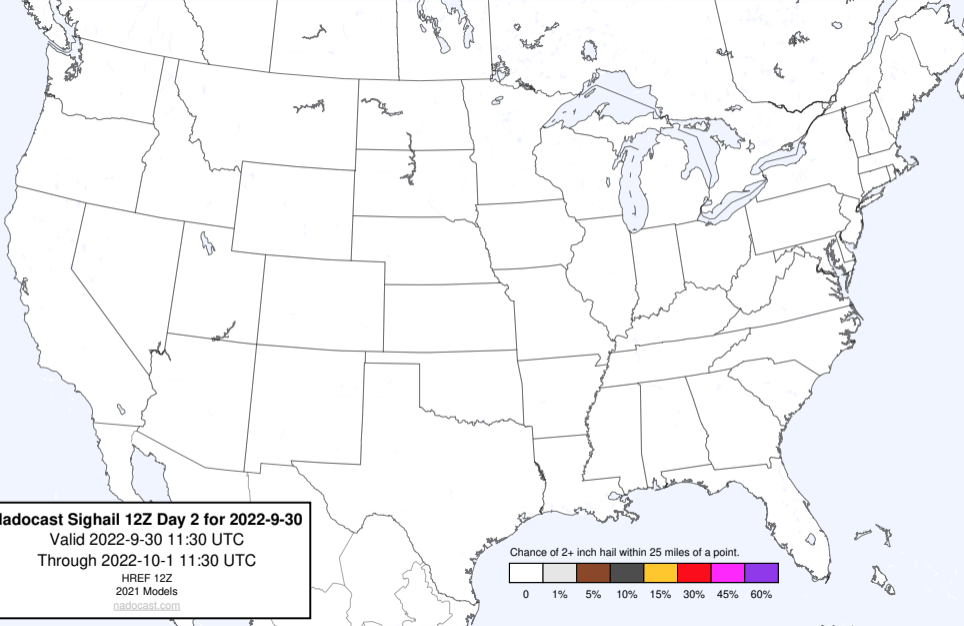 adocast Sighail 12Z Day 2 for 2022-9-30
Valid 2022-9-30 11:30 UTC
Through 2022-10-1 11:30 UTC
HREF 12Z
2021 Models
nadocast.com
Chance of 2+ inch hail within 25 miles of a point.
0 1% 5% 10% 15% 30% 45% 60%